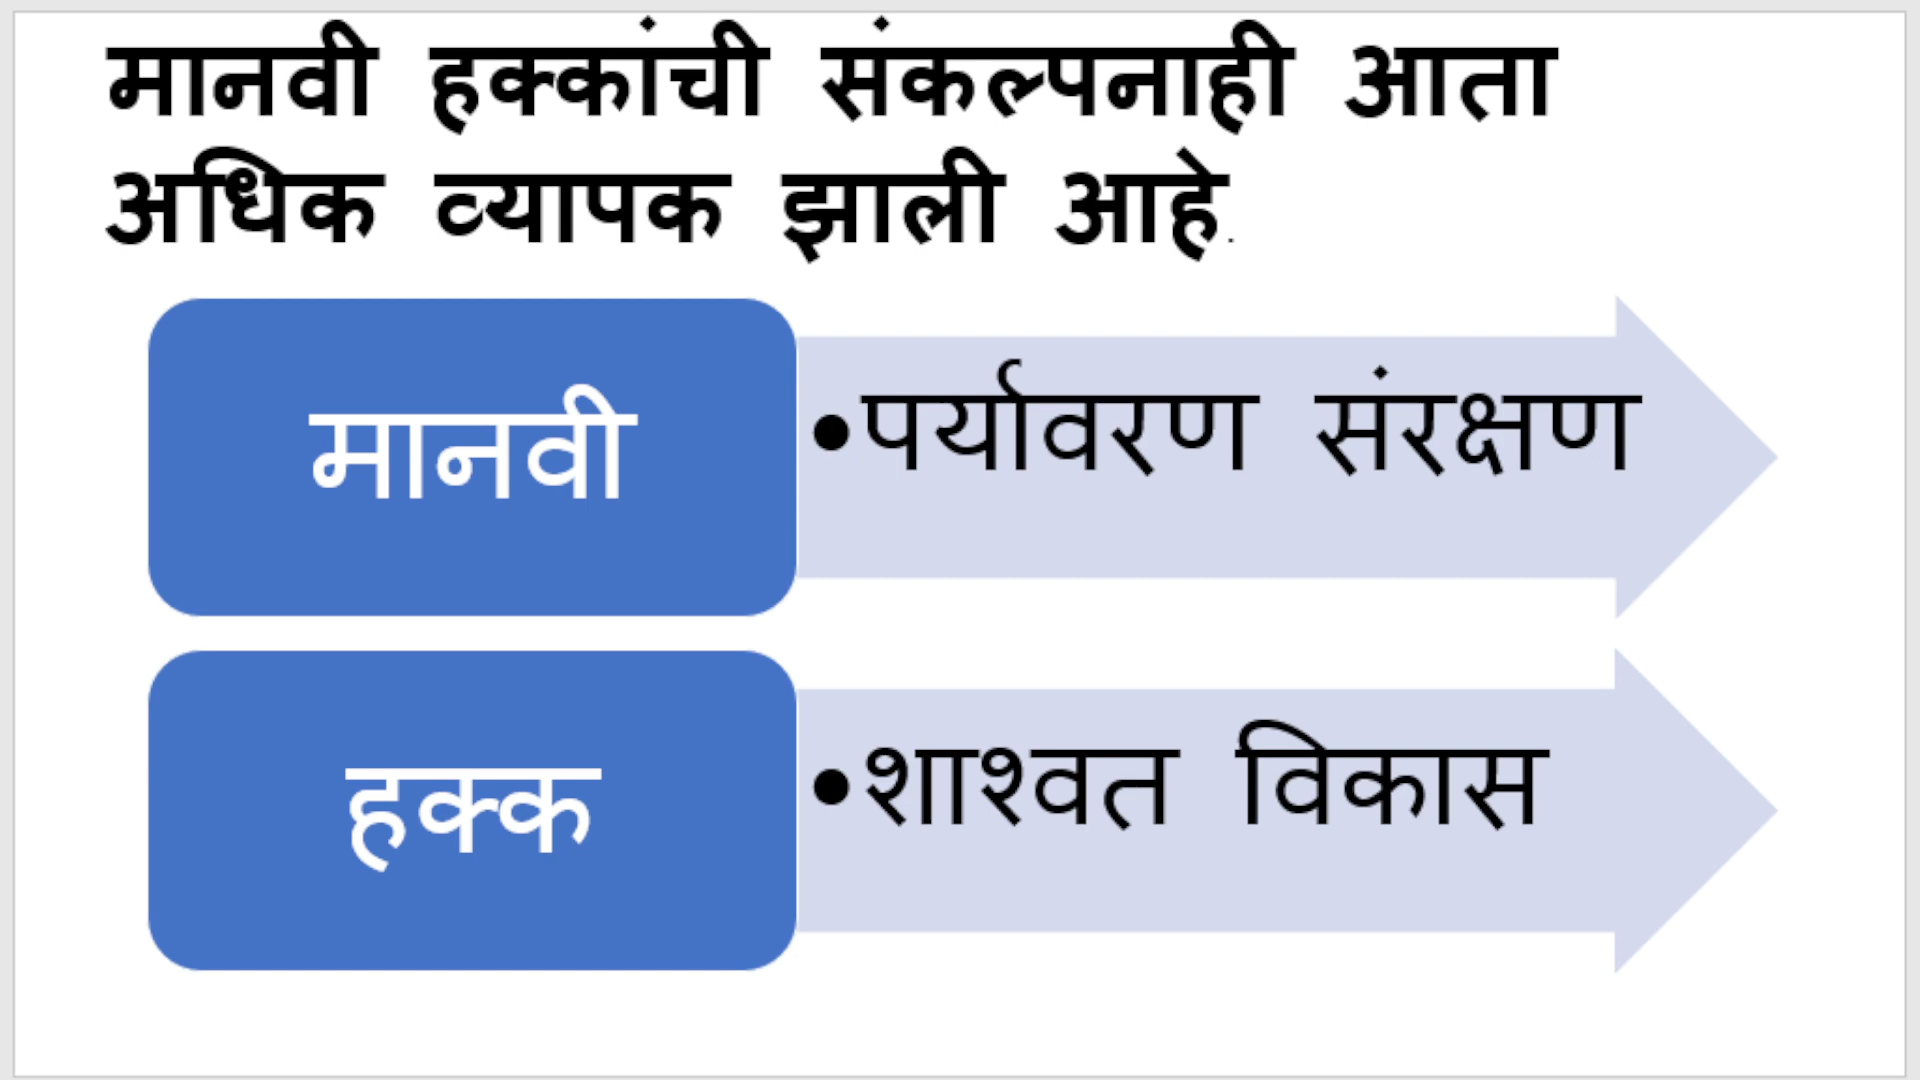 मानवी हक्कांची संकल्पनाही आता
अधिक व्यापक झाली आहे.
मानवी
•पर्यावरण संरक्षण
हक्क
•शाश्वत विकास